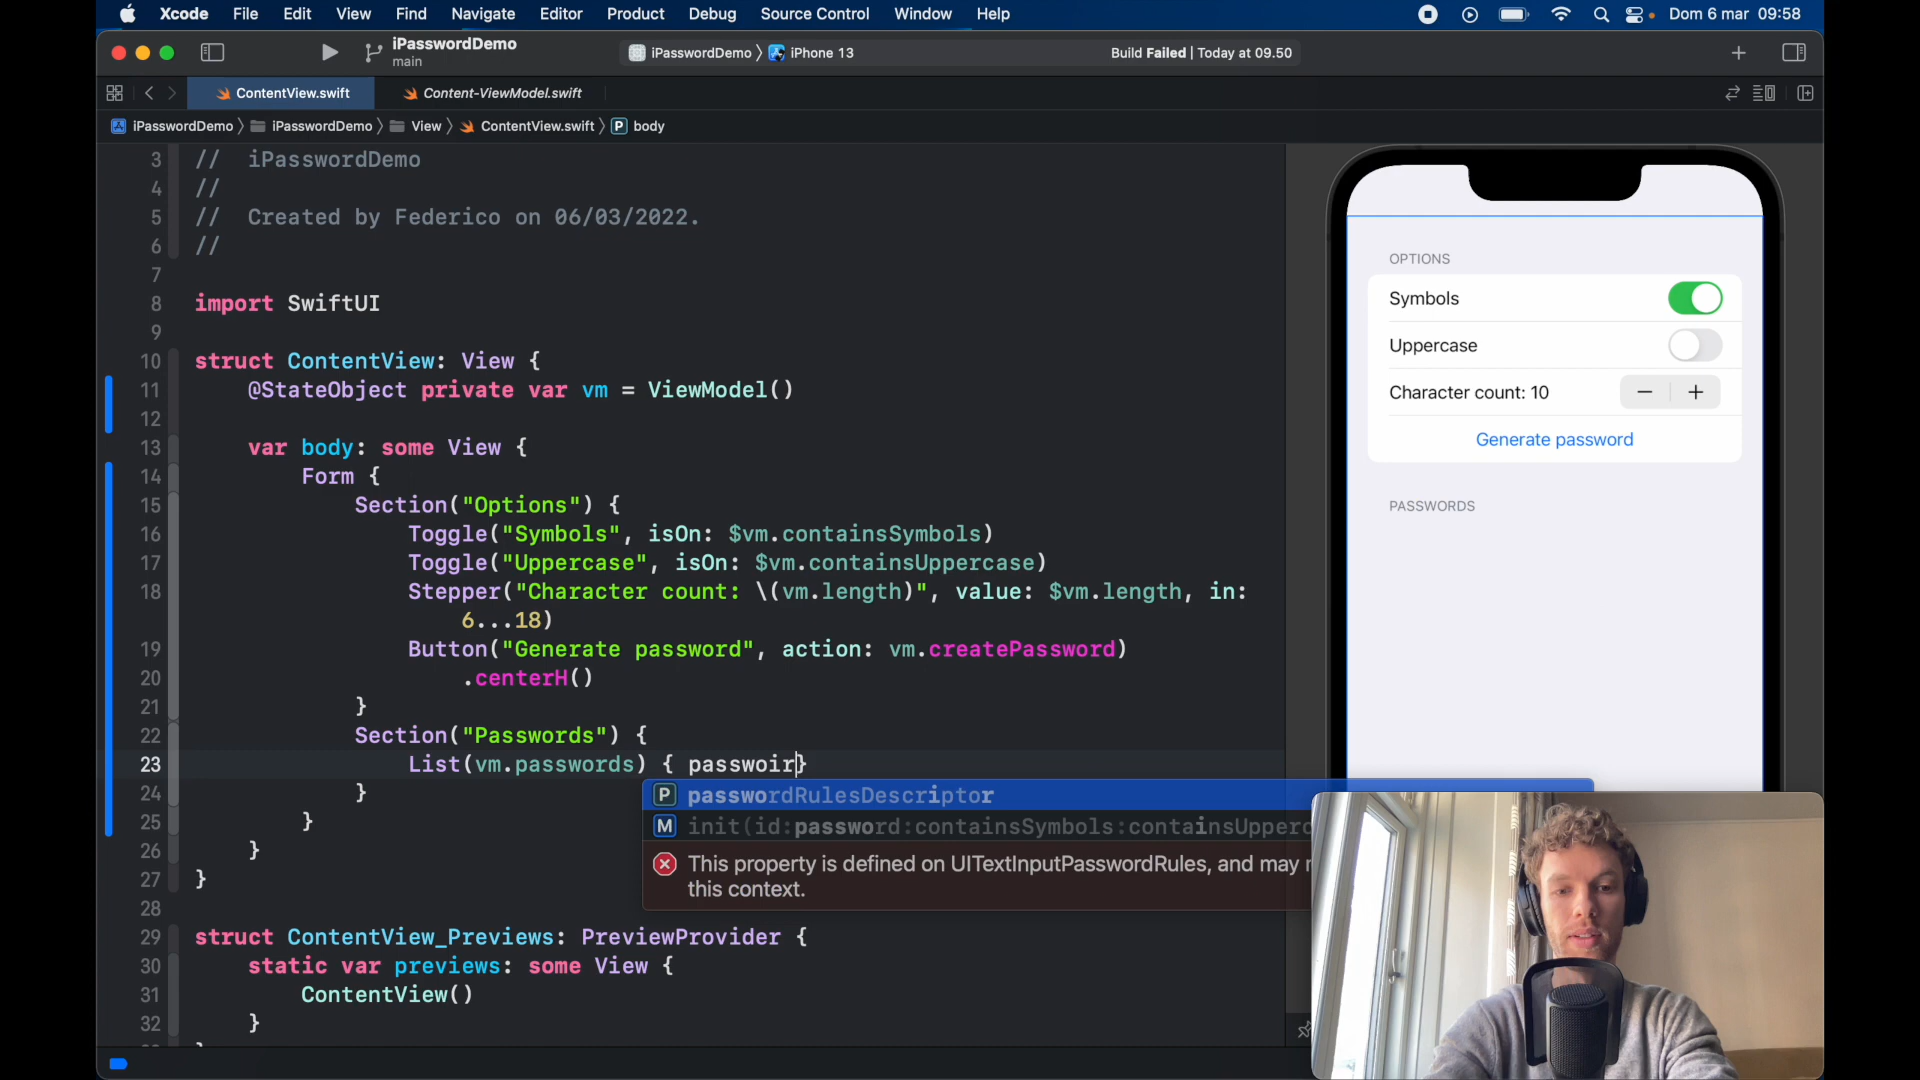 Xcode File Edit View Find Navigate Editor Product Debug Source Control Window Help Dom 6 mar 09:58
iPasswordDemo
main
iPasswordDemo iPhone 13 Build Failed | Today at 09.50
ContentView.swift Content-ViewModel.swift
iPasswordDemo iPasswordDemo View ContentView.swift P body
3 // iPasswordDemo
4 //
5 // Created by Federico on 06/03/2022.
6 //
7
8 import SwiftUI
9
10 struct ContentView: View {
11 @StateObject private var vm = ViewModel()
12
13 var body: some View {
14 Form {
15 Section("Options") {
16 Toggle("Symbols", isOn: $vm.containsSymbols)
17 Toggle("Uppercase", isOn: $vm.containsUppercase)
18 Stepper("Character count: \(vm.length)", value: $vm.length, in:
6...18)
19 Button("Generate password", action: vm.createPassword)
20 .centerH()
21 }
22 Section("Passwords") {
23 List(vm.passwords) { passwoir}
24 }
25 }
26 }
27 }
28
29 struct ContentView_Previews: PreviewProvider {
30 static var previews: some View {
31 ContentView()
32 }
P passwordRulesDescriptor
M init(id:password:containsSymbols:containsUpperc
This property is defined on UITextInputPasswordRules, and may
this context.
OPTIONS
Symbols
Uppercase
Character count: 10 − +
Generate password
PASSWORDS